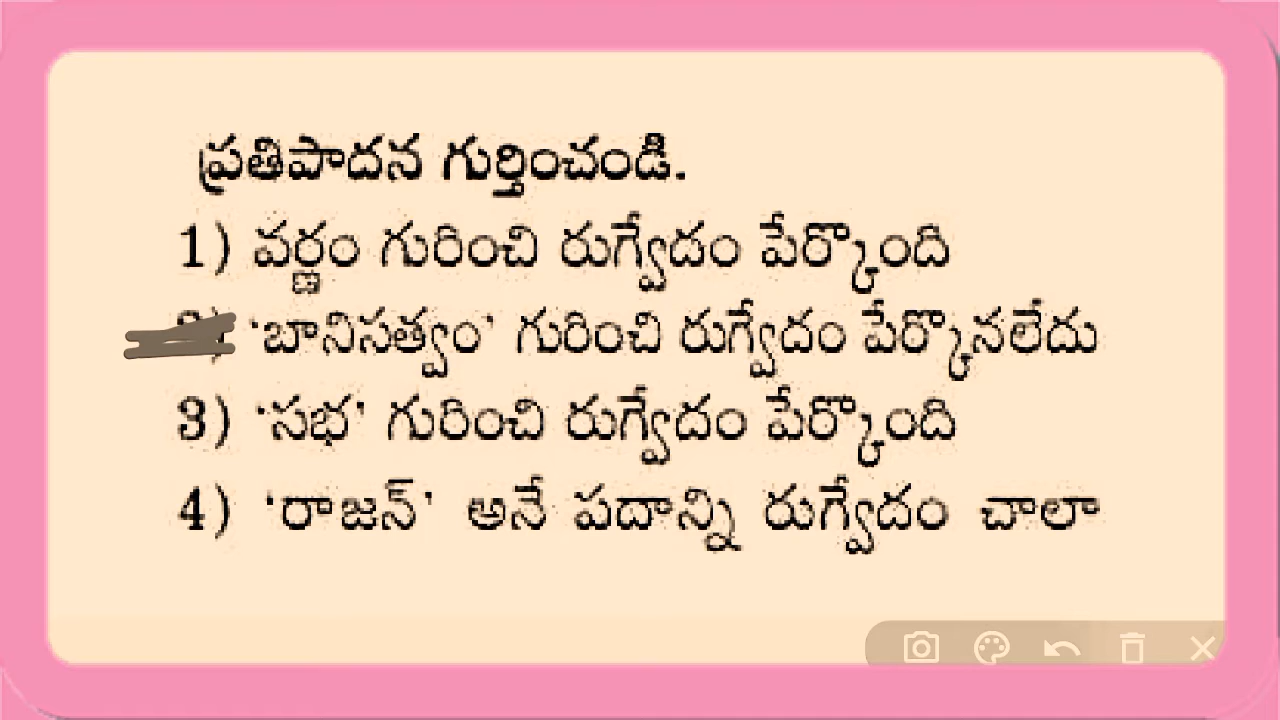 ప్రతిపాదన గుర్తించండి.
1) వర్ణం గురించి రుగ్వేదం పేర్కొంది
'బానిసత్వం' గురించి రుగ్వేదం పేర్కొనలేదు
3) 'సభ' గురించి రుగ్వేదం పేర్కొంది
4) 'రాజన్' అనే పదాన్ని రుగ్వేదం చాలా